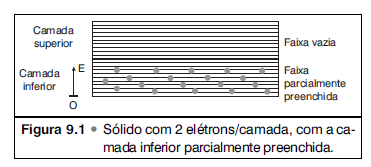 Camada
superior
Faixa vazia
Camada
inferior
E
O
Faixa
parcialmente
preenchida
Figura 9.1 • Sólido com 2 elétrons/camada, com a ca-
mada inferior parcialmente preenchida.